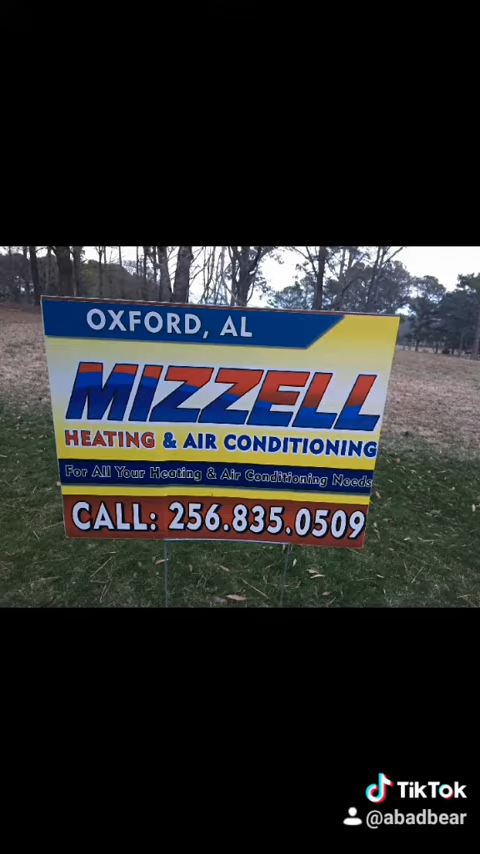 OXFORD, AL
MIZZELL
HEATING & AIR CONDITIONING
For All Your Heating & Air Conditioning Needs
CALL: 256.835.0509
TikTok
@abadbear